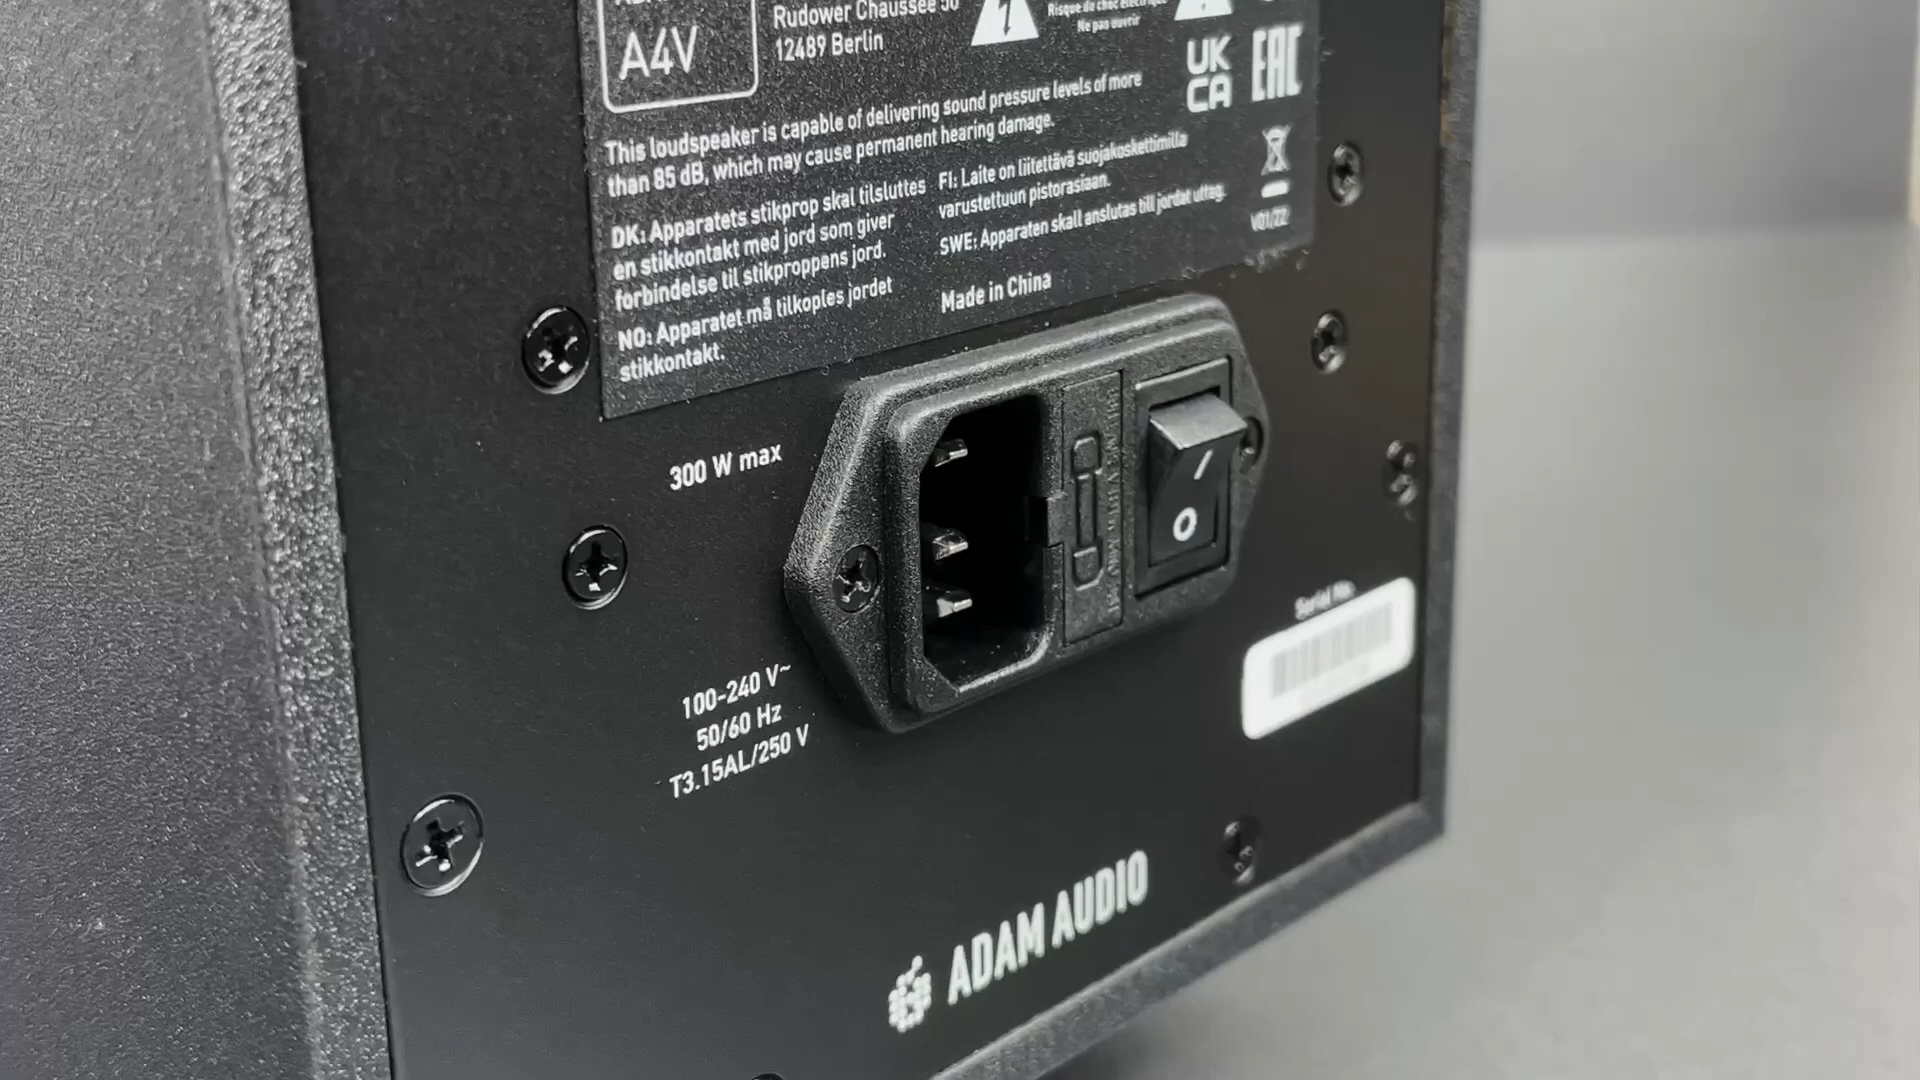 A4V
Rudower Chaussee 50
12489 Berlin
Risque de choc électrique
Ne pas ouvrir
UK
CA
EAC
This loudspeaker is capable of delivering sound pressure levels of more
than 85 dB, which may cause permanent hearing damage.
DK: Apparatets stikprop skal tilsluttes
en stikkontakt med jord som giver
forbindelse til stikproppens jord.
NO: Apparatet må tilkoples jordet
stikkontakt.
FI: Laite on liitettävä suojakoskettimilla
varustettuun pistorasiaan.
SWE: Apparaten skall anslutas till jordat uttag.
V01/22
Made in China
300 W max
100-240 V~
50/60 Hz
T3.15AL/250 V
Serial No.
ADAM AUDIO